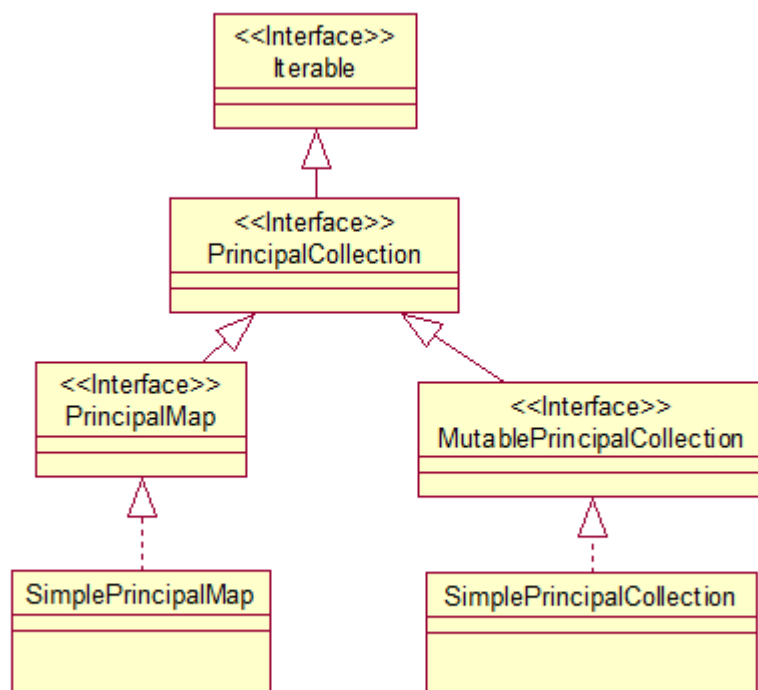 <<Interface>>
Iterable
<<Interface>>
PrincipalCollection
<<Interface>>
PrincipalMap
<<Interface>>
MutablePrincipalCollection
SimplePrincipalMap
SimplePrincipalCollection